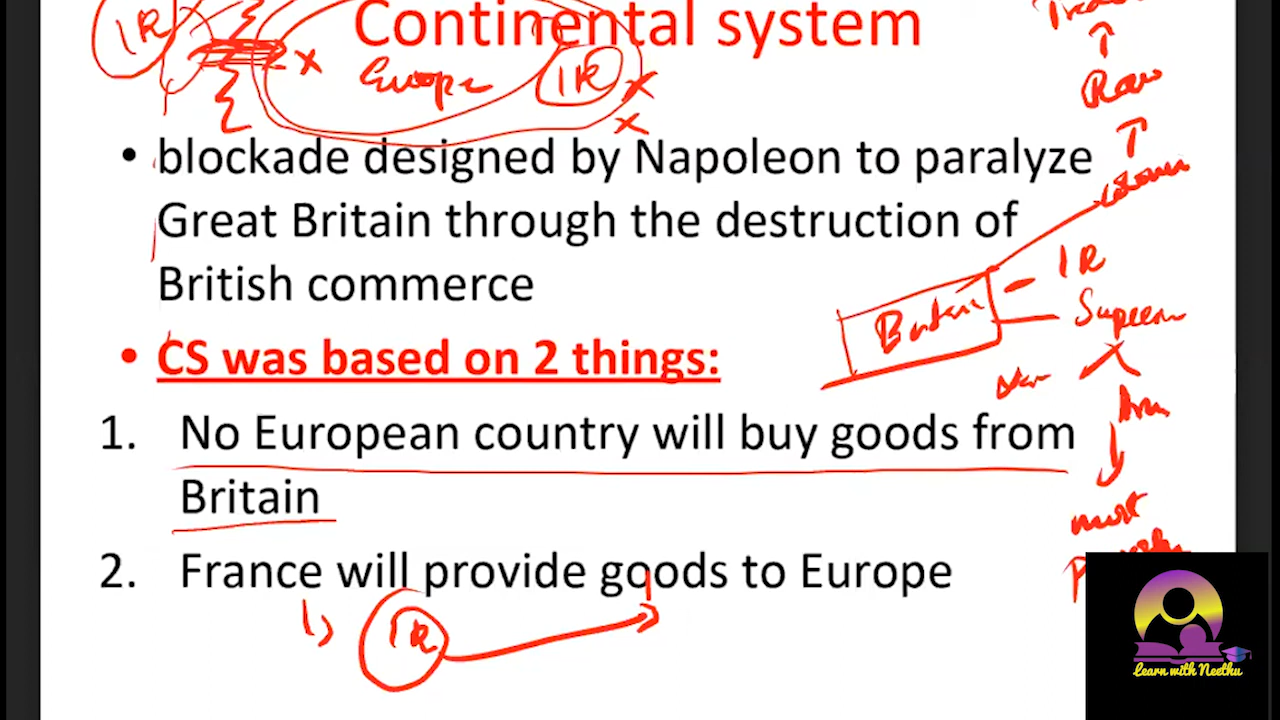 Continental system
IR
Europe
IR
Raw
• blockade designed by Napoleon to paralyze
Great Britain through the destruction of
British commerce
IR
Britain
• CS was based on 2 things:
1. No European country will buy goods from
Britain
most
2. France will provide goods to Europe
IR
Learn with Neethu